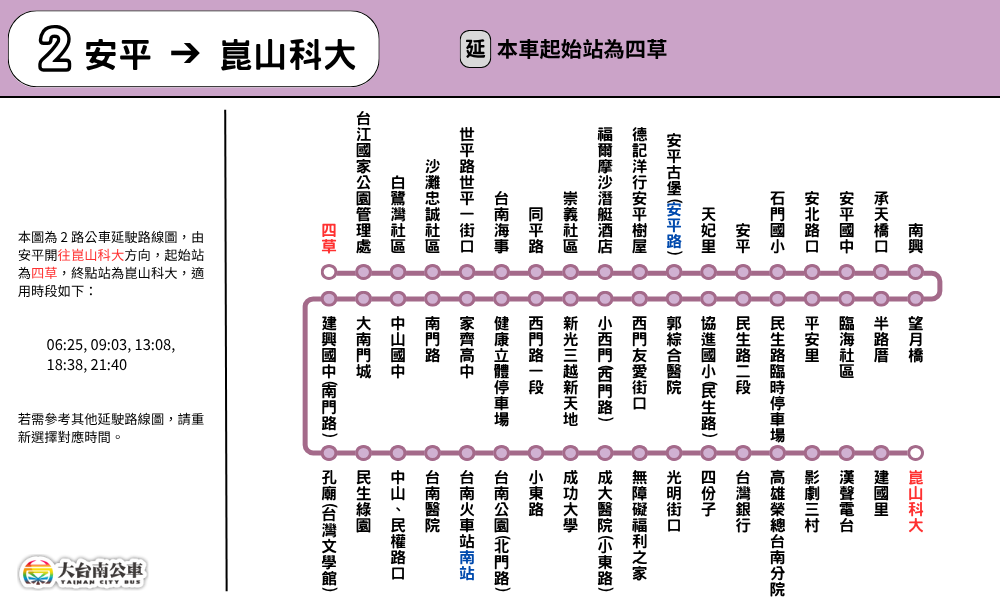 2 安平 → 崑山科大
延 本車起始站為四草
本圖為 2 路公車延駛路線圖，由
安平開往崑山科大方向，起始站
為四草，終點站為崑山科大，適
用時段如下：
06:25, 09:03, 13:08,
18:38, 21:40
若需參考其他延駛路線圖，請重
新選擇對應時間。
大台南公車
TAINAN CITY BUS
四草
台江國家公園管理處
白鷺灣社區
沙灘忠誠社區
世平路世平一街口
台南海事
同平路
崇義社區
福爾摩沙潛艇酒店
德記洋行安平樹屋
安平古堡(安平路)
天妃里
安平
石門國小
安北路口
安平國中
承天橋口
南興
建興國中(南門路)
大南門城
中山國中
南門路
家齊高中
健康立體停車場
西門路一段
新光三越新天地
小西門(西門路)
西門友愛街口
郭綜合醫院
協進國小(民生路)
民生路二段
民生路臨時停車場
平安里
臨海社區
半路厝
望月橋
孔廟(台灣文學館)
民生綠園
中山、民權路口
台南醫院
台南火車站南站
台南公園(北門路)
小東路
成功大學
成大醫院(小東路)
無障礙福利之家
光明街口
四份子
台灣銀行
高雄榮總台南分院
影劇三村
漢聲電台
建國里
崑山科大